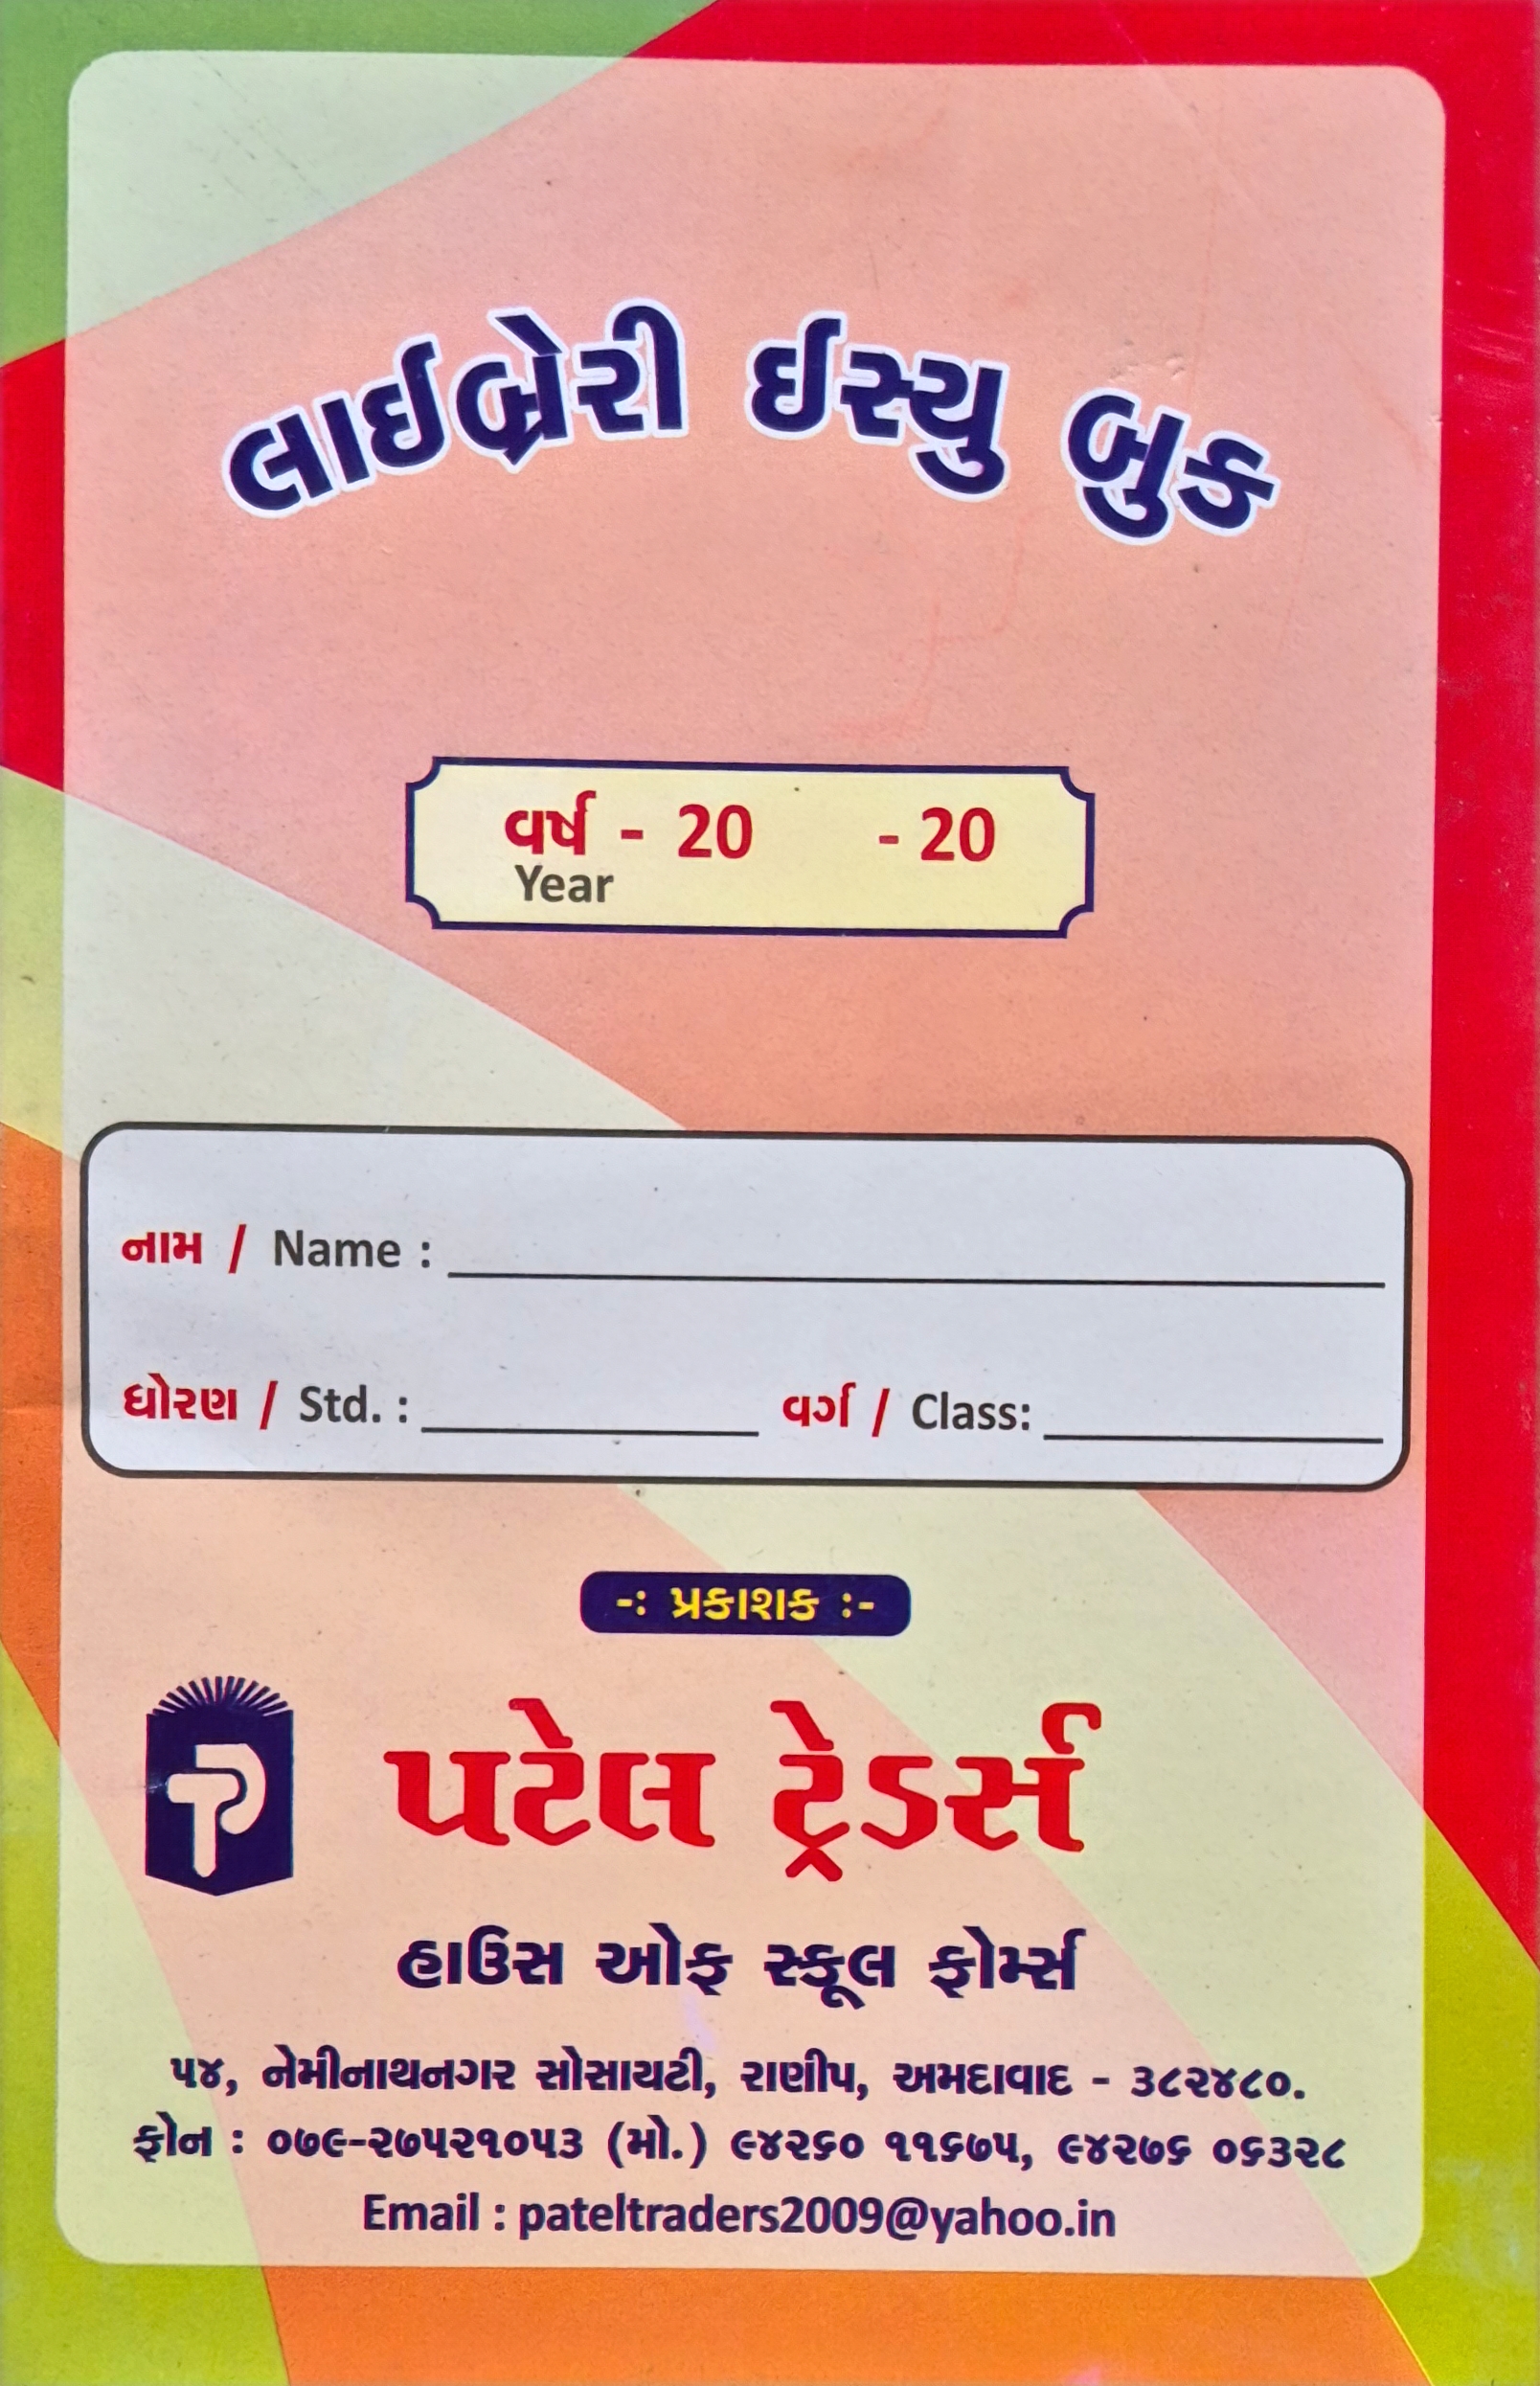 લાઈબ્રેરી ઈસ્યુ બુક
વર્ષ - 20 - 20
Year
નામ / Name :
ધોરણ / Std. : વર્ગ / Class:
-: પ્રકાશક :-
પટેલ ટ્રેડર્સ
હાઉસ ઓફ સ્કૂલ ફોર્મ્સ
૫૪, નેમીનાથનગર સોસાયટી, રાણીપ, અમદાવાદ - ૩૮૨૪૮૦.
ફોન : ૦૭૯-૨૭૫૨૧૦૫૩ (મો.) ૯૪૨૬૦ ૧૧૬૭૫, ૯૪૨૭૬ ૦૬૩૨૮
Email : pateltraders2009@yahoo.in